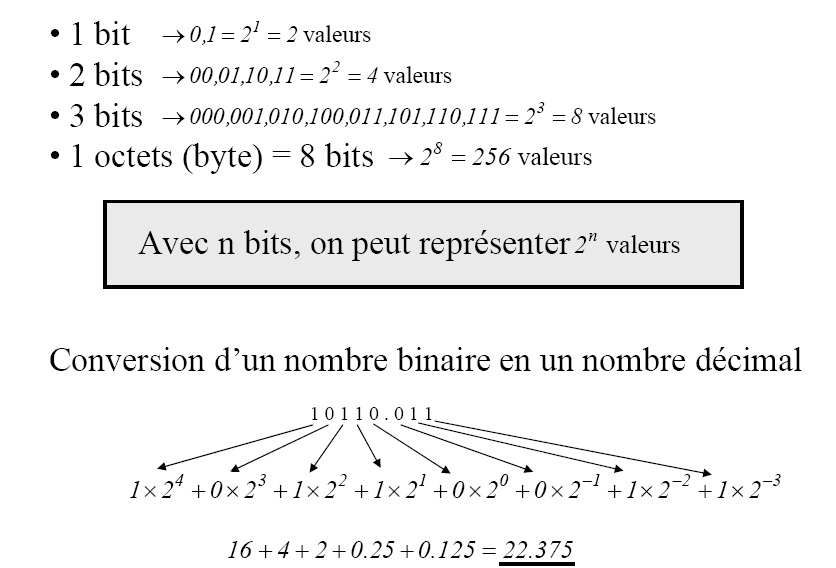 • 1 bit → 0,1 = 2¹ = 2 valeurs
• 2 bits → 00,01,10,11 = 2² = 4 valeurs
• 3 bits → 000,001,010,100,011,101,110,111 = 2³ = 8 valeurs
• 1 octets (byte) = 8 bits → 2⁸ = 256 valeurs
Avec n bits, on peut représenter 2ⁿ valeurs
Conversion d’un nombre binaire en un nombre décimal
1 0 1 1 0 . 0 1 1
1×2⁴ +0×2³ +1×2² +1×2¹ +0×2⁰ +0×2⁻¹ +1×2⁻² +1×2⁻³
16 + 4 + 2 + 0.25 + 0.125 = 22.375